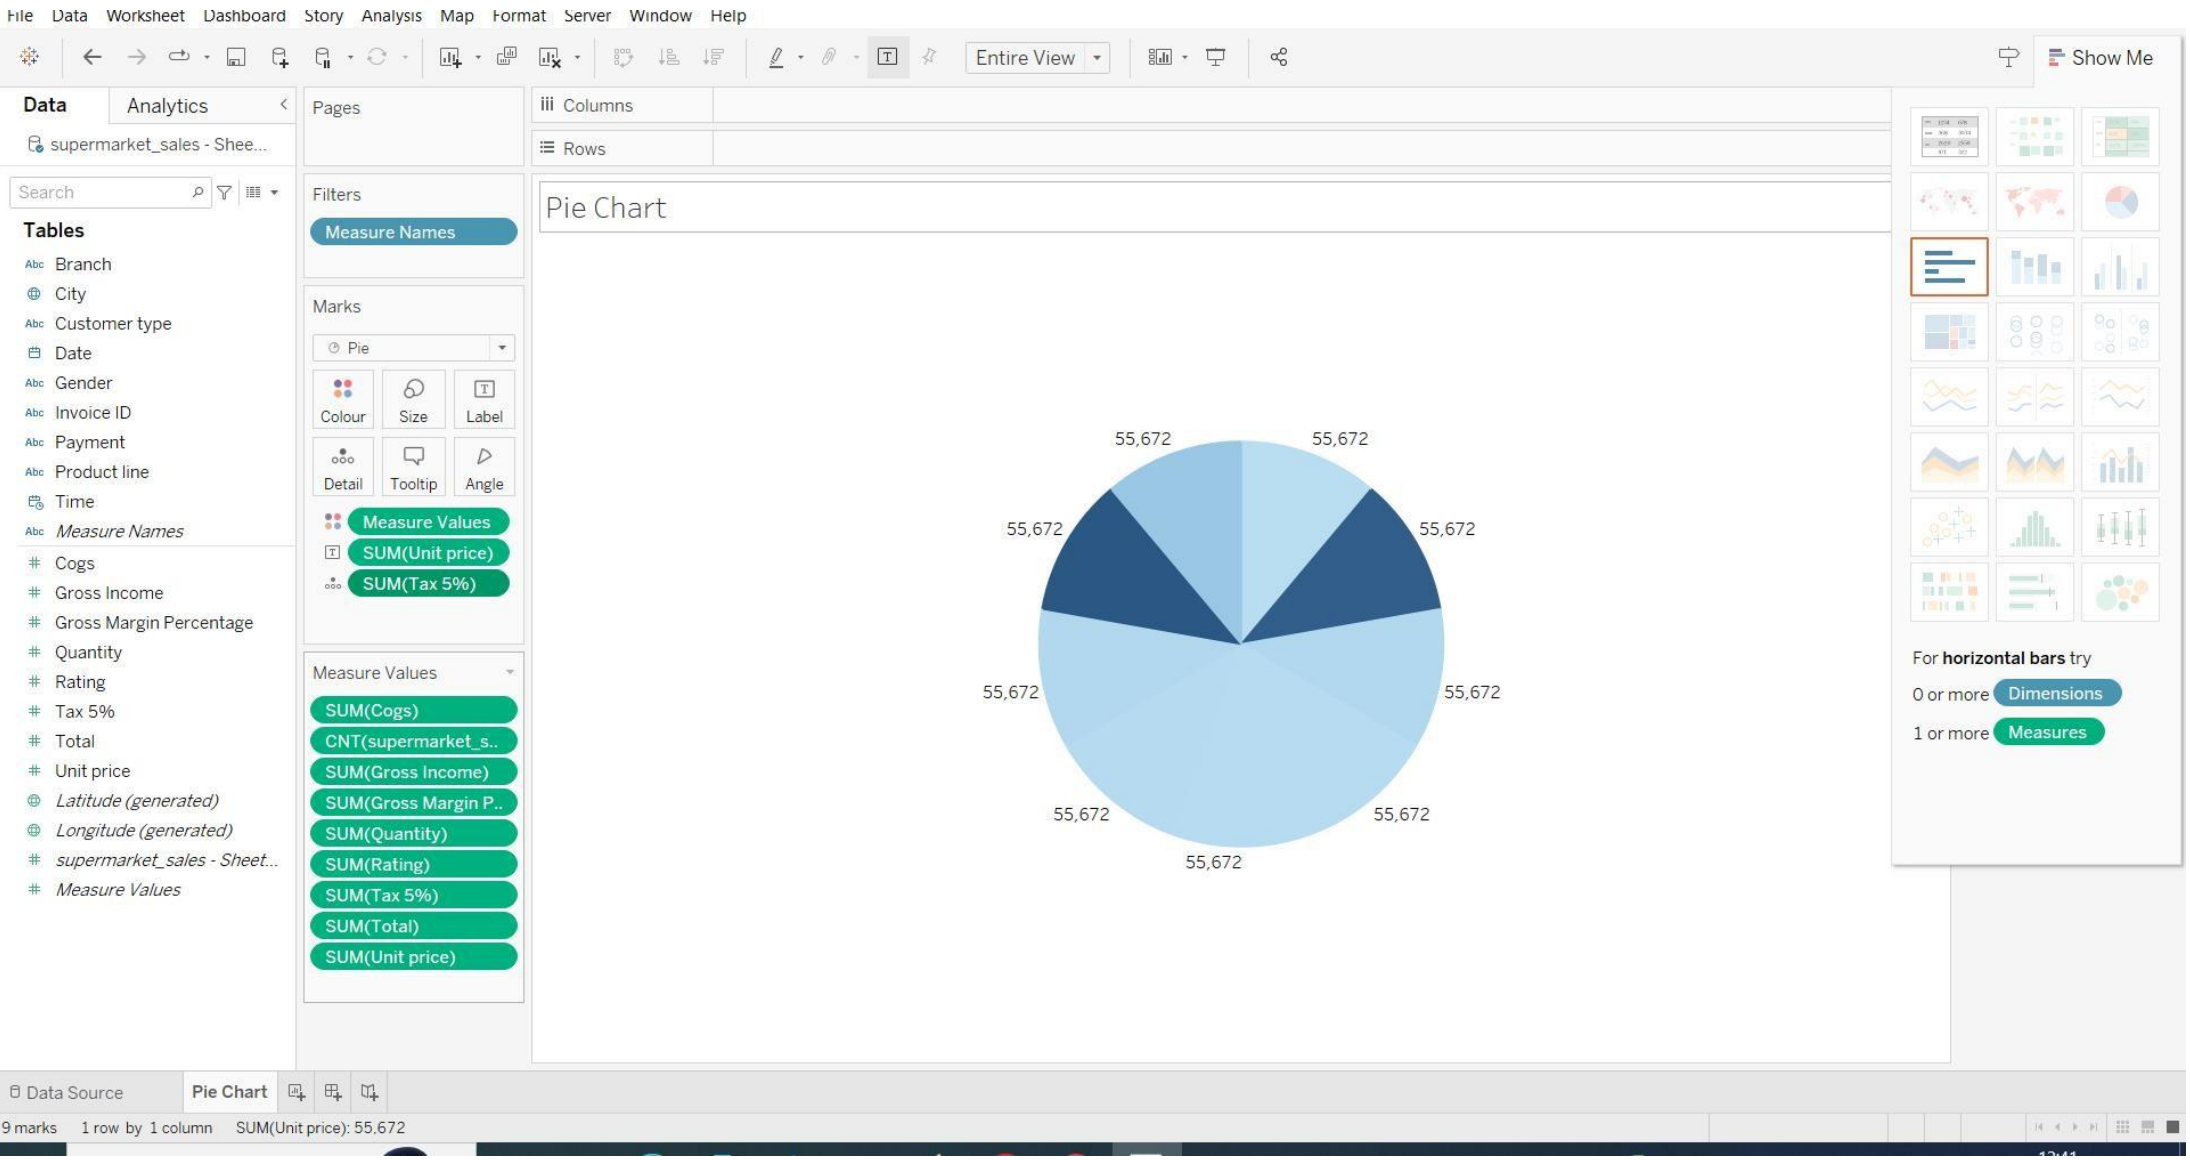 File Data Worksheet Dashboard Story Analysis Map Format Server Window Help
Entire View
Show Me
Data Analytics
supermarket_sales - Shee...
Search
Tables
Abc Branch
City
Abc Customer type
Date
Abc Gender
Abc Invoice ID
Abc Payment
Abc Product line
Time
Abc Measure Names
# Cogs
# Gross Income
# Gross Margin Percentage
# Quantity
# Rating
# Tax 5%
# Total
# Unit price
Latitude (generated)
Longitude (generated)
# supermarket_sales - Sheet...
# Measure Values
Pages
Filters
Measure Names
Marks
Pie
Colour Size Label
Detail Tooltip Angle
Measure Values
SUM(Unit price)
SUM(Tax 5%)
Measure Values
SUM(Cogs)
CNT(supermarket_s..
SUM(Gross Income)
SUM(Gross Margin P..
SUM(Quantity)
SUM(Rating)
SUM(Tax 5%)
SUM(Total)
SUM(Unit price)
Columns
Rows
Pie Chart
55,672 55,672
55,672 55,672
55,672 55,672
55,672 55,672
55,672
For horizontal bars try
0 or more Dimensions
1 or more Measures
Data Source Pie Chart
9 marks 1 row by 1 column SUM(Unit price): 55,672